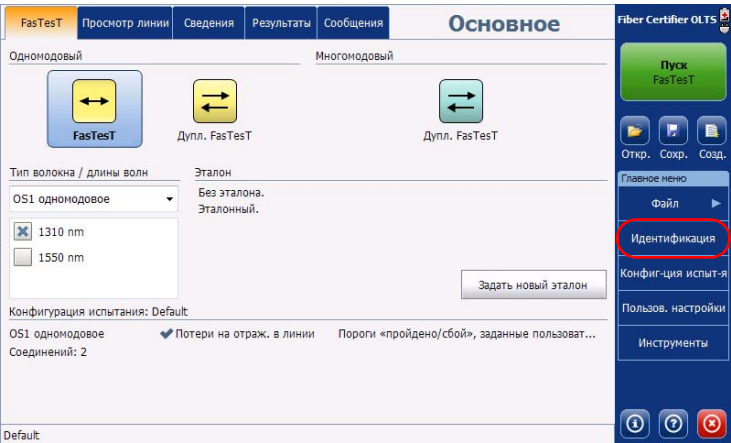 FasTesT
Просмотр линии
Сведения
Результаты
Сообщения
Основное
Fiber Certifier OLTS
Одномодовый
Многомодовый
FasTesT
Дупл. FasTesT
Дупл. FasTesT
Тип волокна / длины волн
Эталон
OS1 одномодовое
Без эталона.
Эталонный.
1310 nm
1550 nm
Задать новый эталон
Конфигурация испытания: Default
OS1 одномодовое
Потери на отраж. в линии
Пороги «пройдено/сбой», заданные пользоват...
Соединений: 2
Default
Пуск
FasTesT
Откр.
Сохр.
Созд.
Главное меню
Файл
Идентификация
Конфиг-ция испыт-я
Пользов. настройки
Инструменты